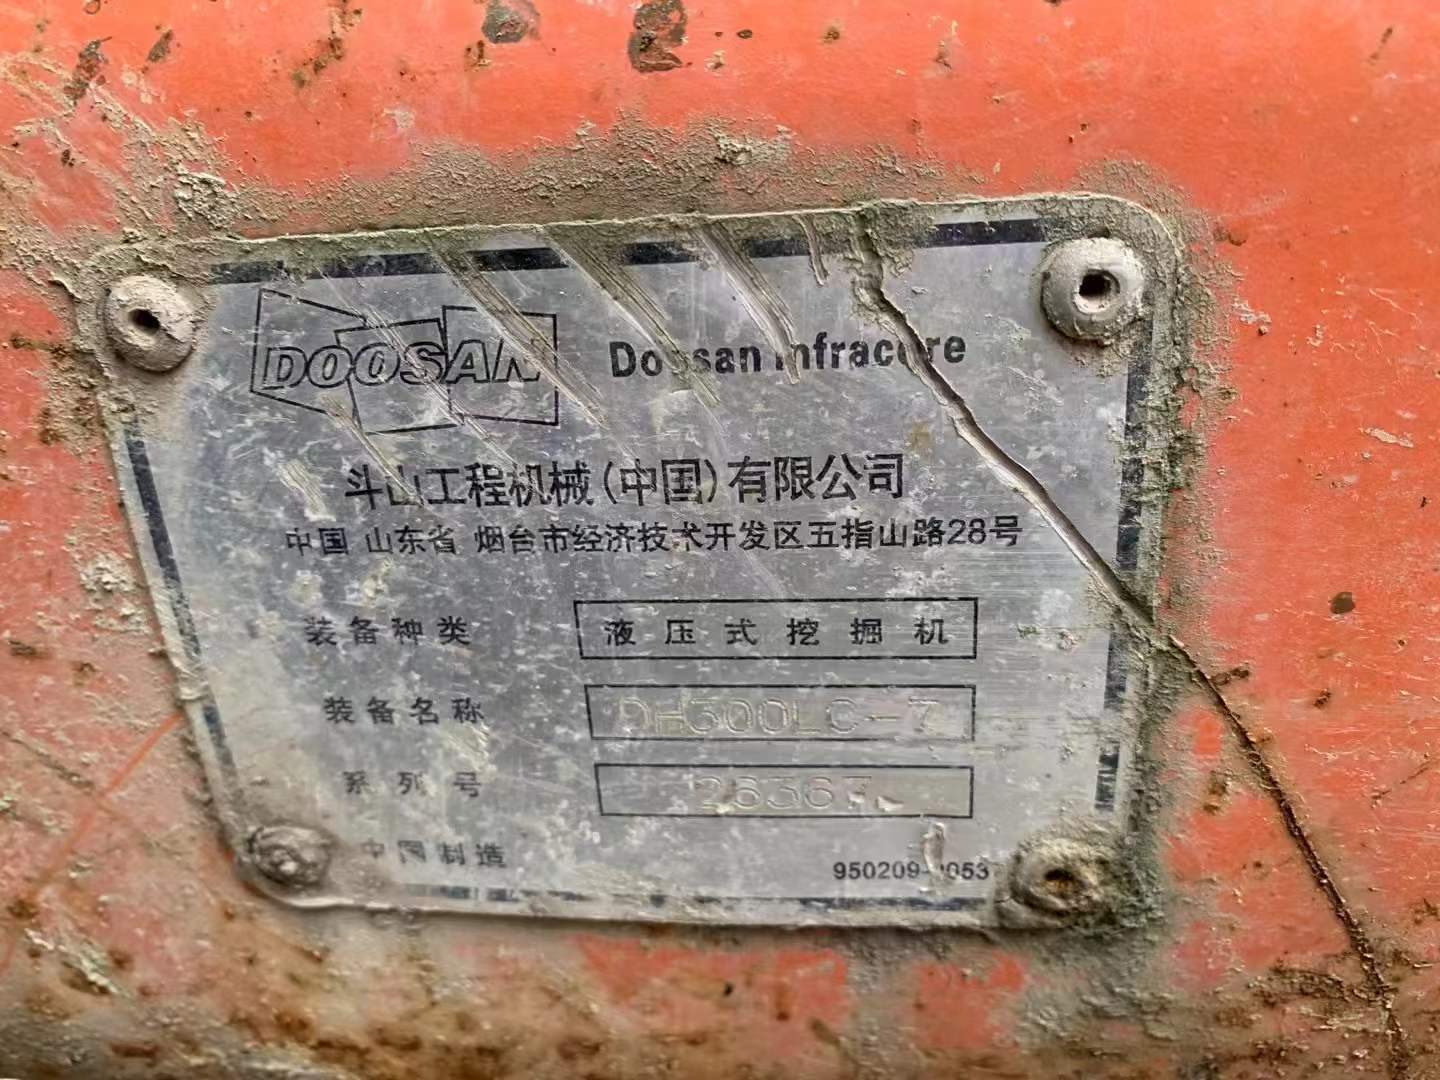 DOOSAN Doosan Infracore
斗山工程机械(中国)有限公司
中国 山东省 烟台市经济技术开发区五指山路28号
装备种类 液压式挖掘机
装备名称 DH300LC-7
系列号 26367
中国制造